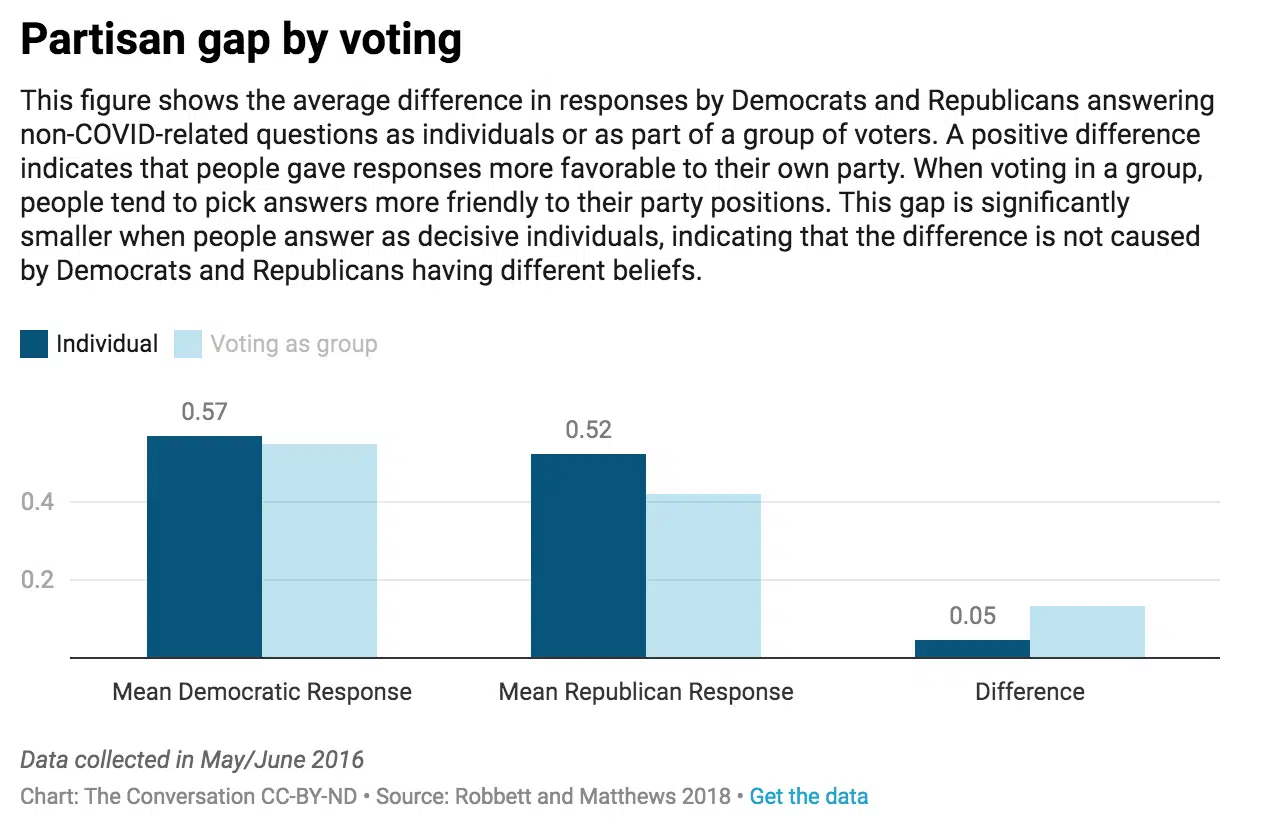 Partisan gap by voting
This figure shows the average difference in responses by Democrats and Republicans answering
non-COVID-related questions as individuals or as part of a group of voters. A positive difference
indicates that people gave responses more favorable to their own party. When voting in a group,
people tend to pick answers more friendly to their party positions. This gap is significantly
smaller when people answer as decisive individuals, indicating that the difference is not caused
by Democrats and Republicans having different beliefs.
Individual Voting as group
0.57
0.52
0.4
0.2
0.05
Mean Democratic Response Mean Republican Response Difference
Data collected in May/June 2016
Chart: The Conversation CC-BY-ND • Source: Robbett and Matthews 2018 • Get the data